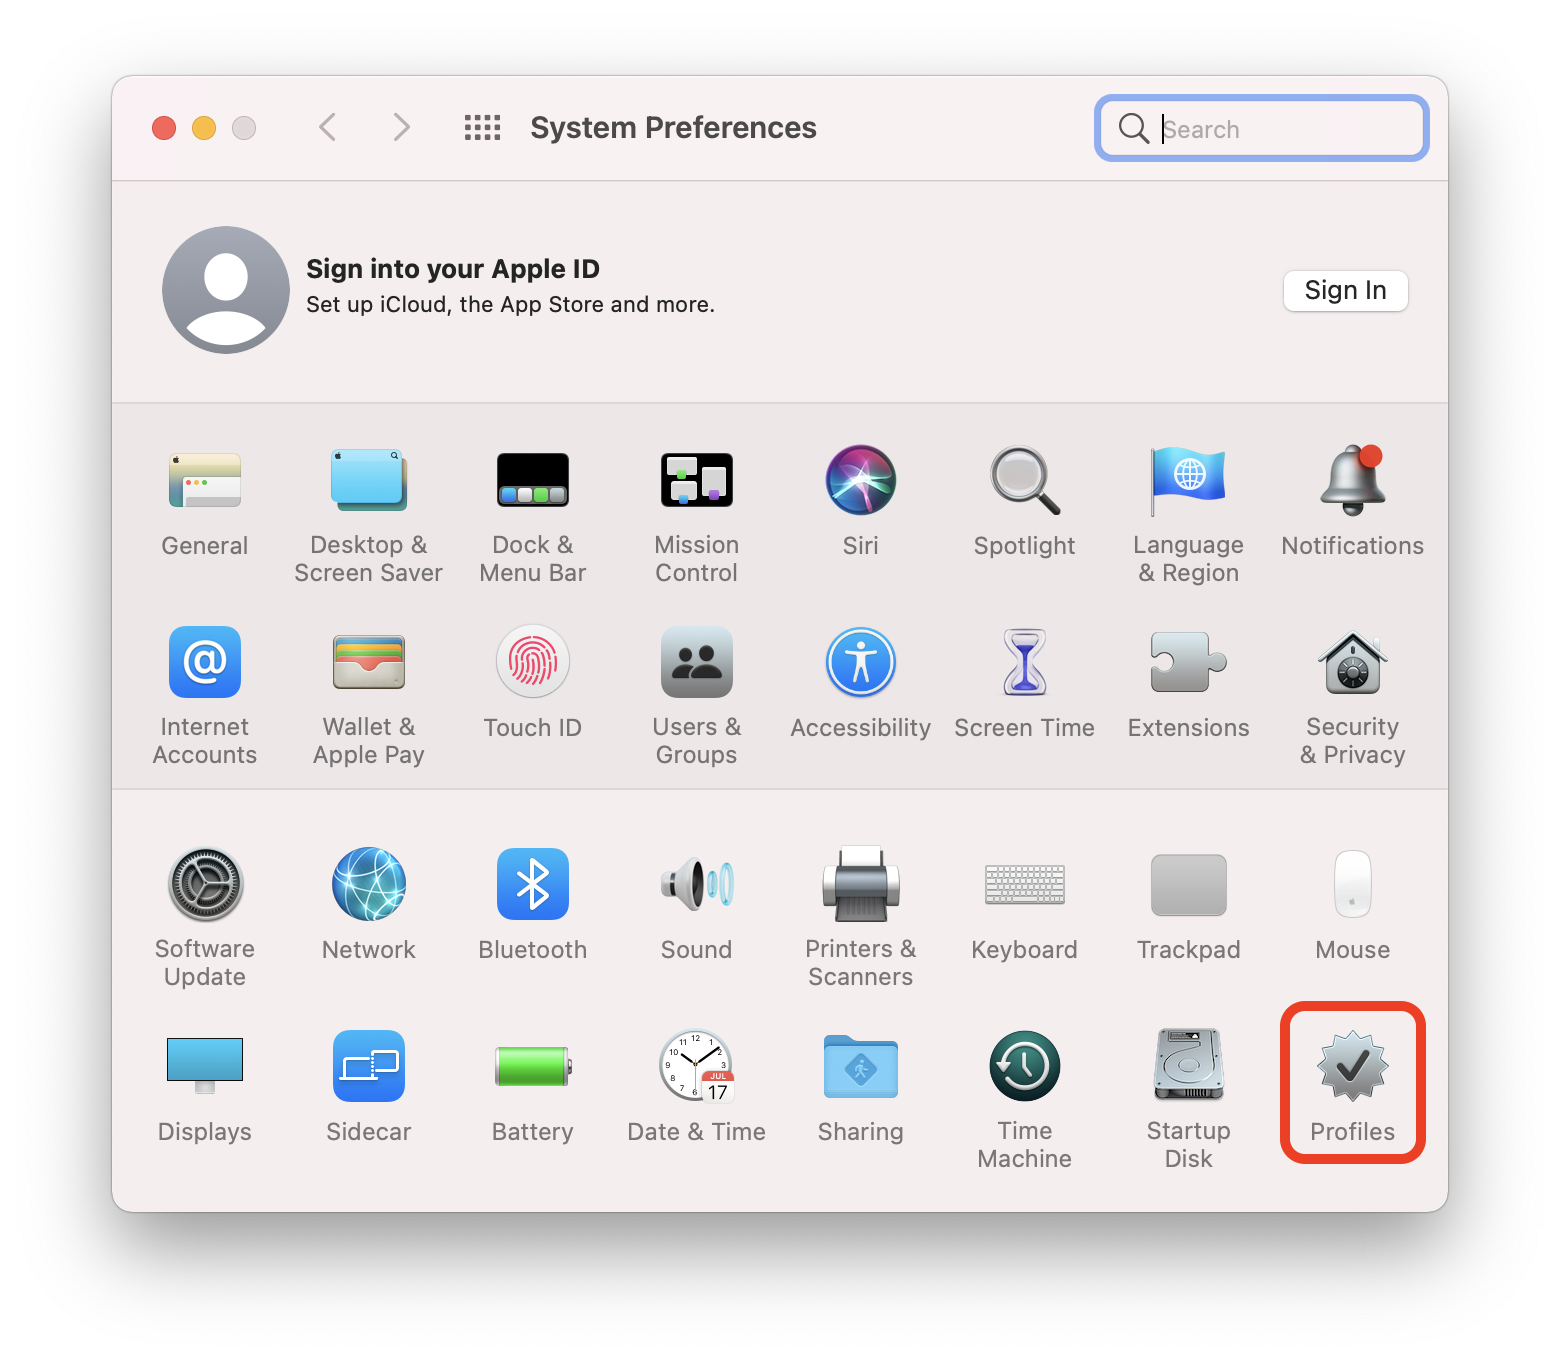 System Preferences
Search
Sign into your Apple ID
Set up iCloud, the App Store and more.
Sign In
General
Desktop &
Screen Saver
Dock &
Menu Bar
Mission
Control
Siri
Spotlight
Language
& Region
Notifications
Internet
Accounts
Wallet &
Apple Pay
Touch ID
Users &
Groups
Accessibility
Screen Time
Extensions
Security
& Privacy
Software
Update
Network
Bluetooth
Sound
Printers &
Scanners
Keyboard
Trackpad
Mouse
Displays
Sidecar
Battery
JUL
17
Date & Time
Sharing
Time
Machine
Startup
Disk
Profiles